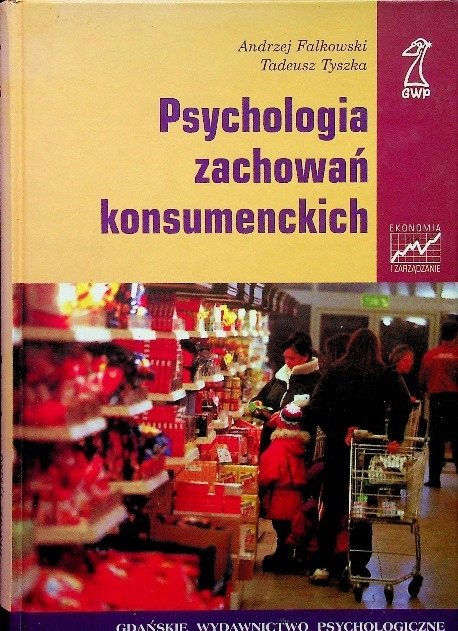 Andrzej Falkowski
Tadeusz Tyszka
GWP
Psychologia
zachowań
konsumenckich
EKONOMIA
I ZARZĄDZANIE
GDAŃSKIE WYDAWNICTWO PSYCHOLOGICZNE